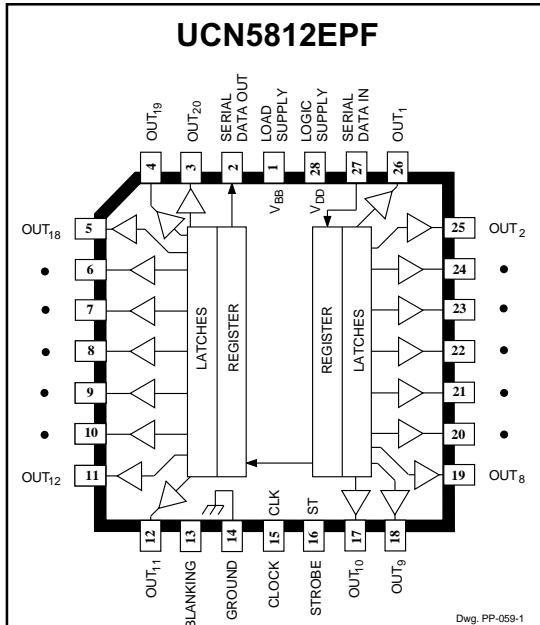 UCN5812EPF
OUT19
OUT20
SERIAL
DATA OUT
LOAD
SUPPLY
LOGIC
SUPPLY
SERIAL
DATA IN
OUT1
4
3
2
1
28
27
26
VBB
VDD
OUT18
5
25
OUT2
6
24
7
23
8
22
9
21
10
20
OUT12
11
19
OUT8
LATCHES
REGISTER
REGISTER
LATCHES
CLK
ST
12
13
14
15
16
17
18
OUT11
BLANKING
GROUND
CLOCK
STROBE
OUT10
OUT9
Dwg. PP-059-1